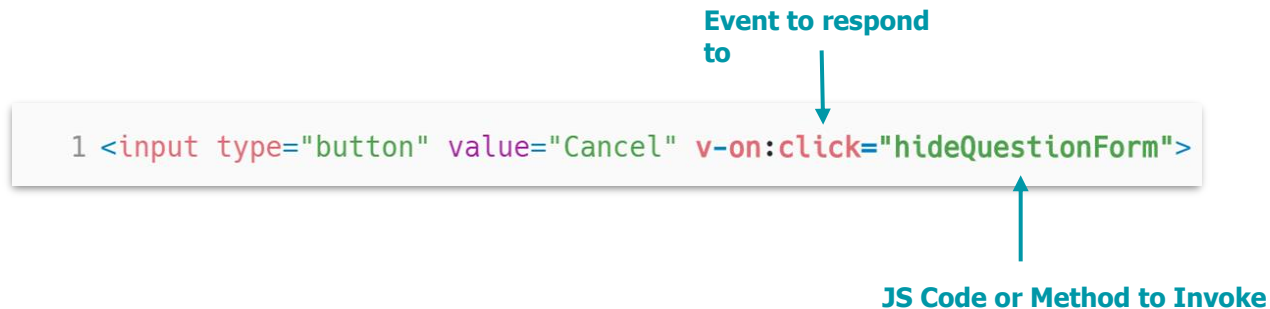 Event to respond
to
1 <input type="button" value="Cancel" v-on:click="hideQuestionForm">
JS Code or Method to Invoke